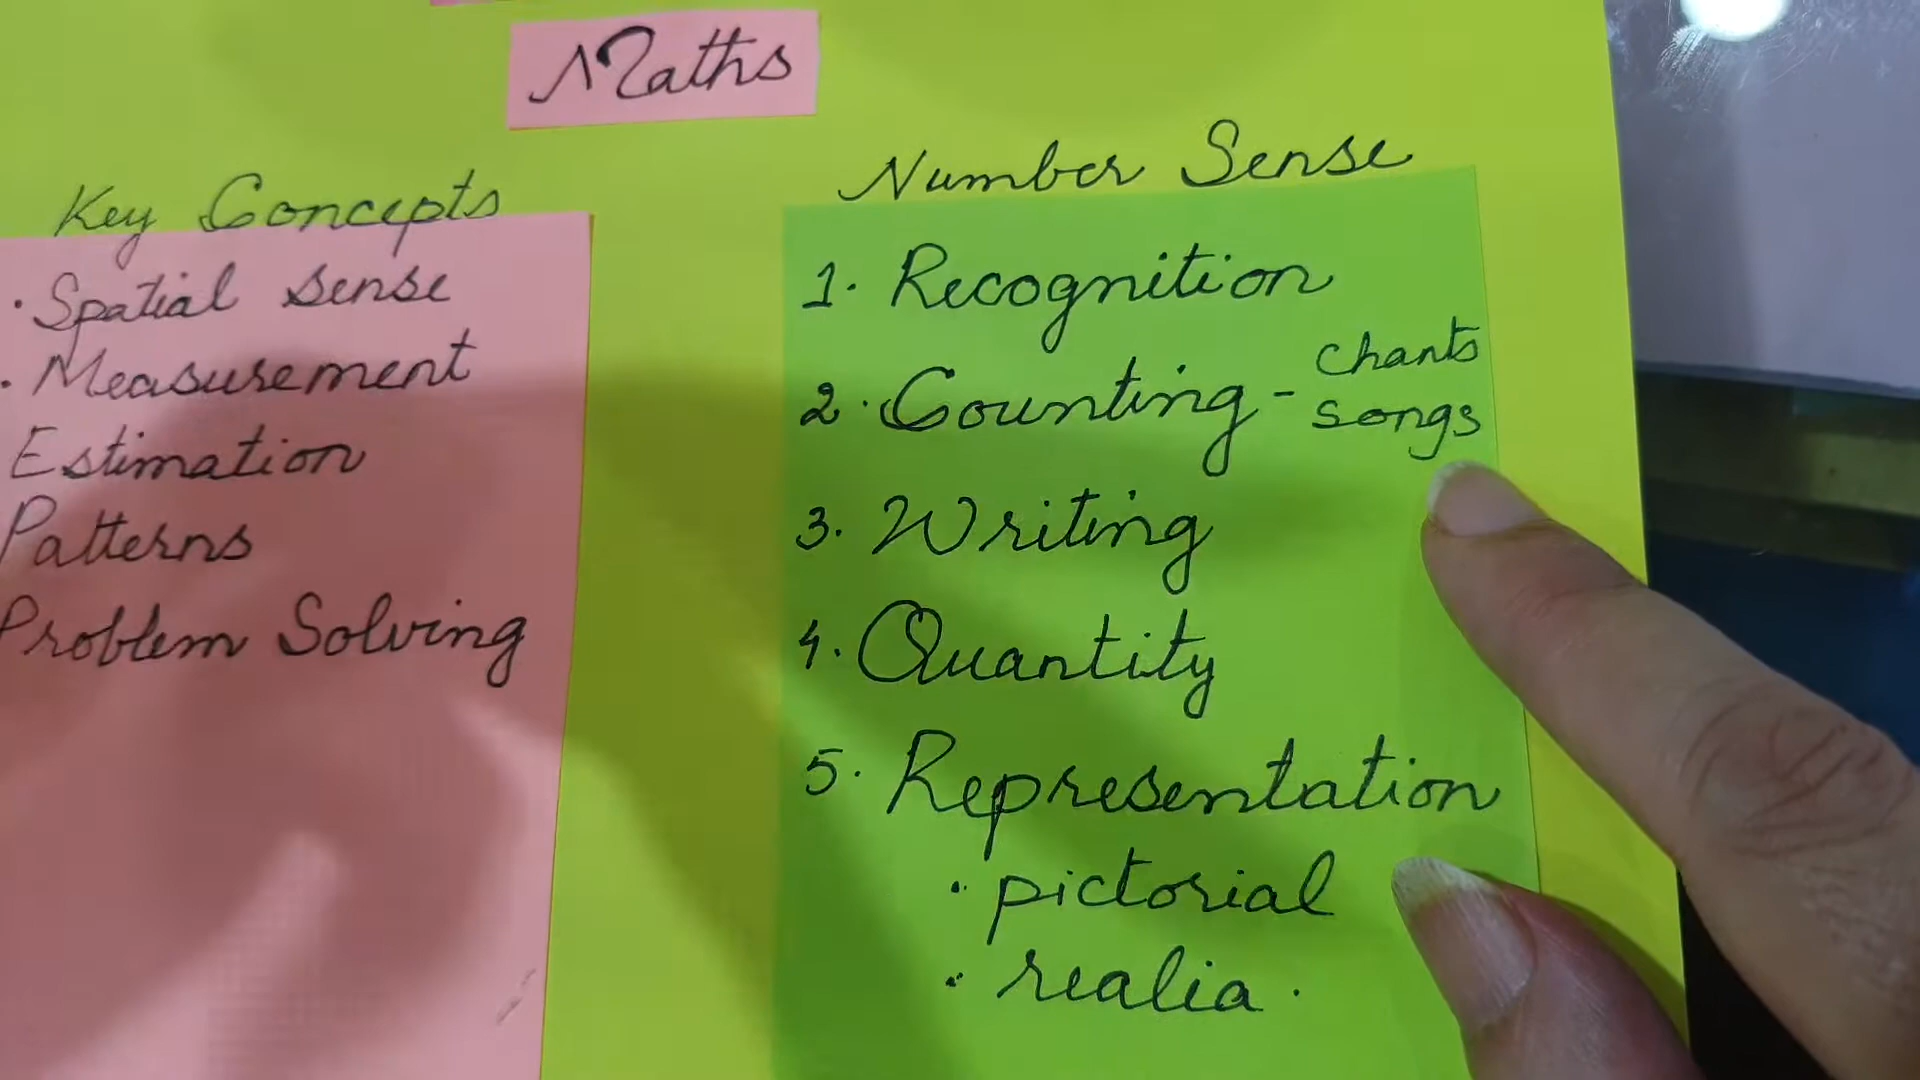 Maths
Key Concepts
· Spatial sense
· Measurement
Estimation
Patterns
Problem Solving
Number Sense
1. Recognition
2. Counting - chants
songs
3. Writing
4. Quantity
5. Representation
· pictorial
· realia.